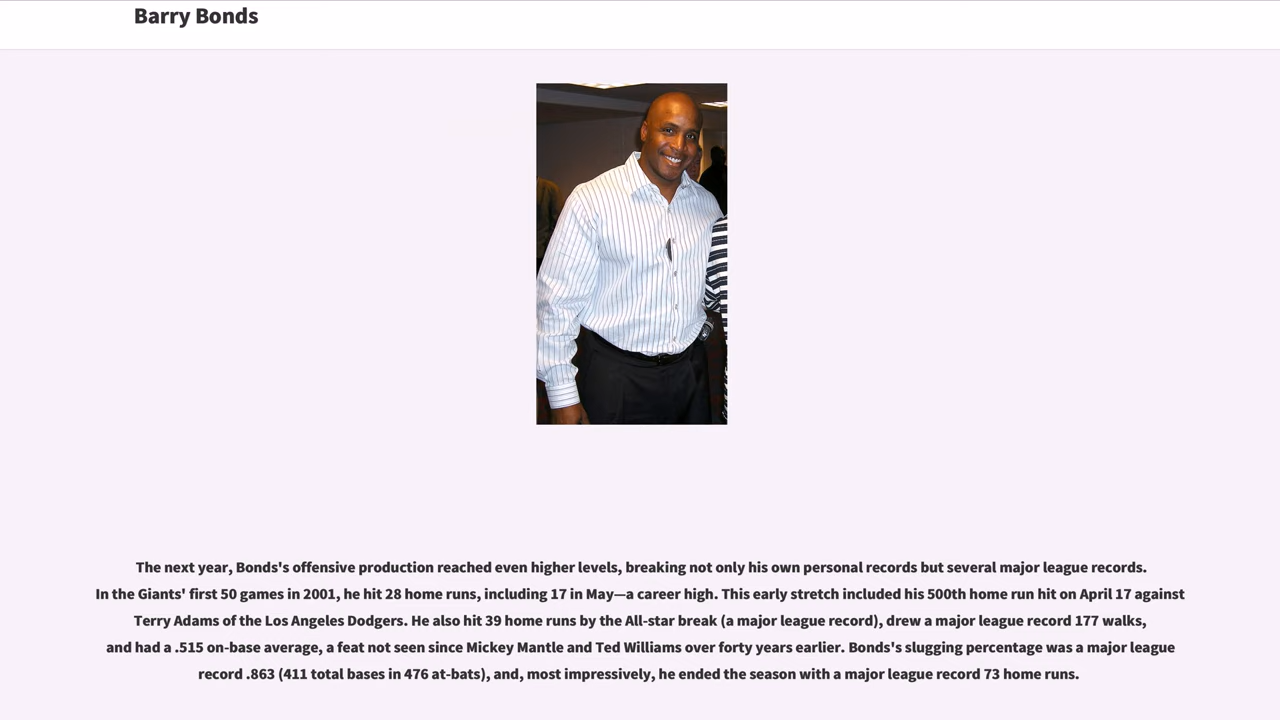 Barry Bonds
The next year, Bonds's offensive production reached even higher levels, breaking not only his own personal records but several major league records.
In the Giants' first 50 games in 2001, he hit 28 home runs, including 17 in May—a career high. This early stretch included his 500th home run hit on April 17 against
Terry Adams of the Los Angeles Dodgers. He also hit 39 home runs by the All-star break (a major league record), drew a major league record 177 walks,
and had a .515 on-base average, a feat not seen since Mickey Mantle and Ted Williams over forty years earlier. Bonds's slugging percentage was a major league
record .863 (411 total bases in 476 at-bats), and, most impressively, he ended the season with a major league record 73 home runs.